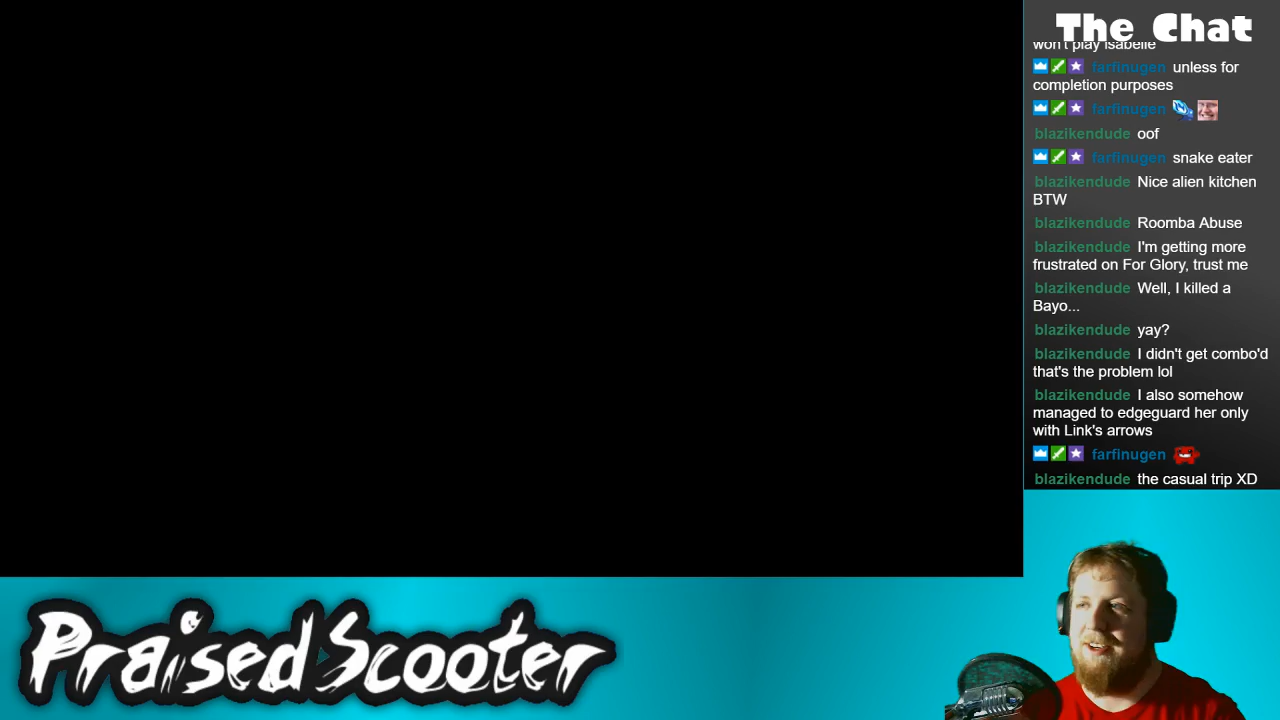 The Chat
won't play isabelle
farfinugen unless for
completion purposes
farfinugen
blazikendude oof
farfinugen snake eater
blazikendude Nice alien kitchen
BTW
blazikendude Roomba Abuse
blazikendude I'm getting more
frustrated on For Glory, trust me
blazikendude Well, I killed a
Bayo...
blazikendude yay?
blazikendude I didn't get combo'd
that's the problem lol
blazikendude I also somehow
managed to edgeguard her only
with Link's arrows
farfinugen
blazikendude the casual trip XD
PraisedScooter